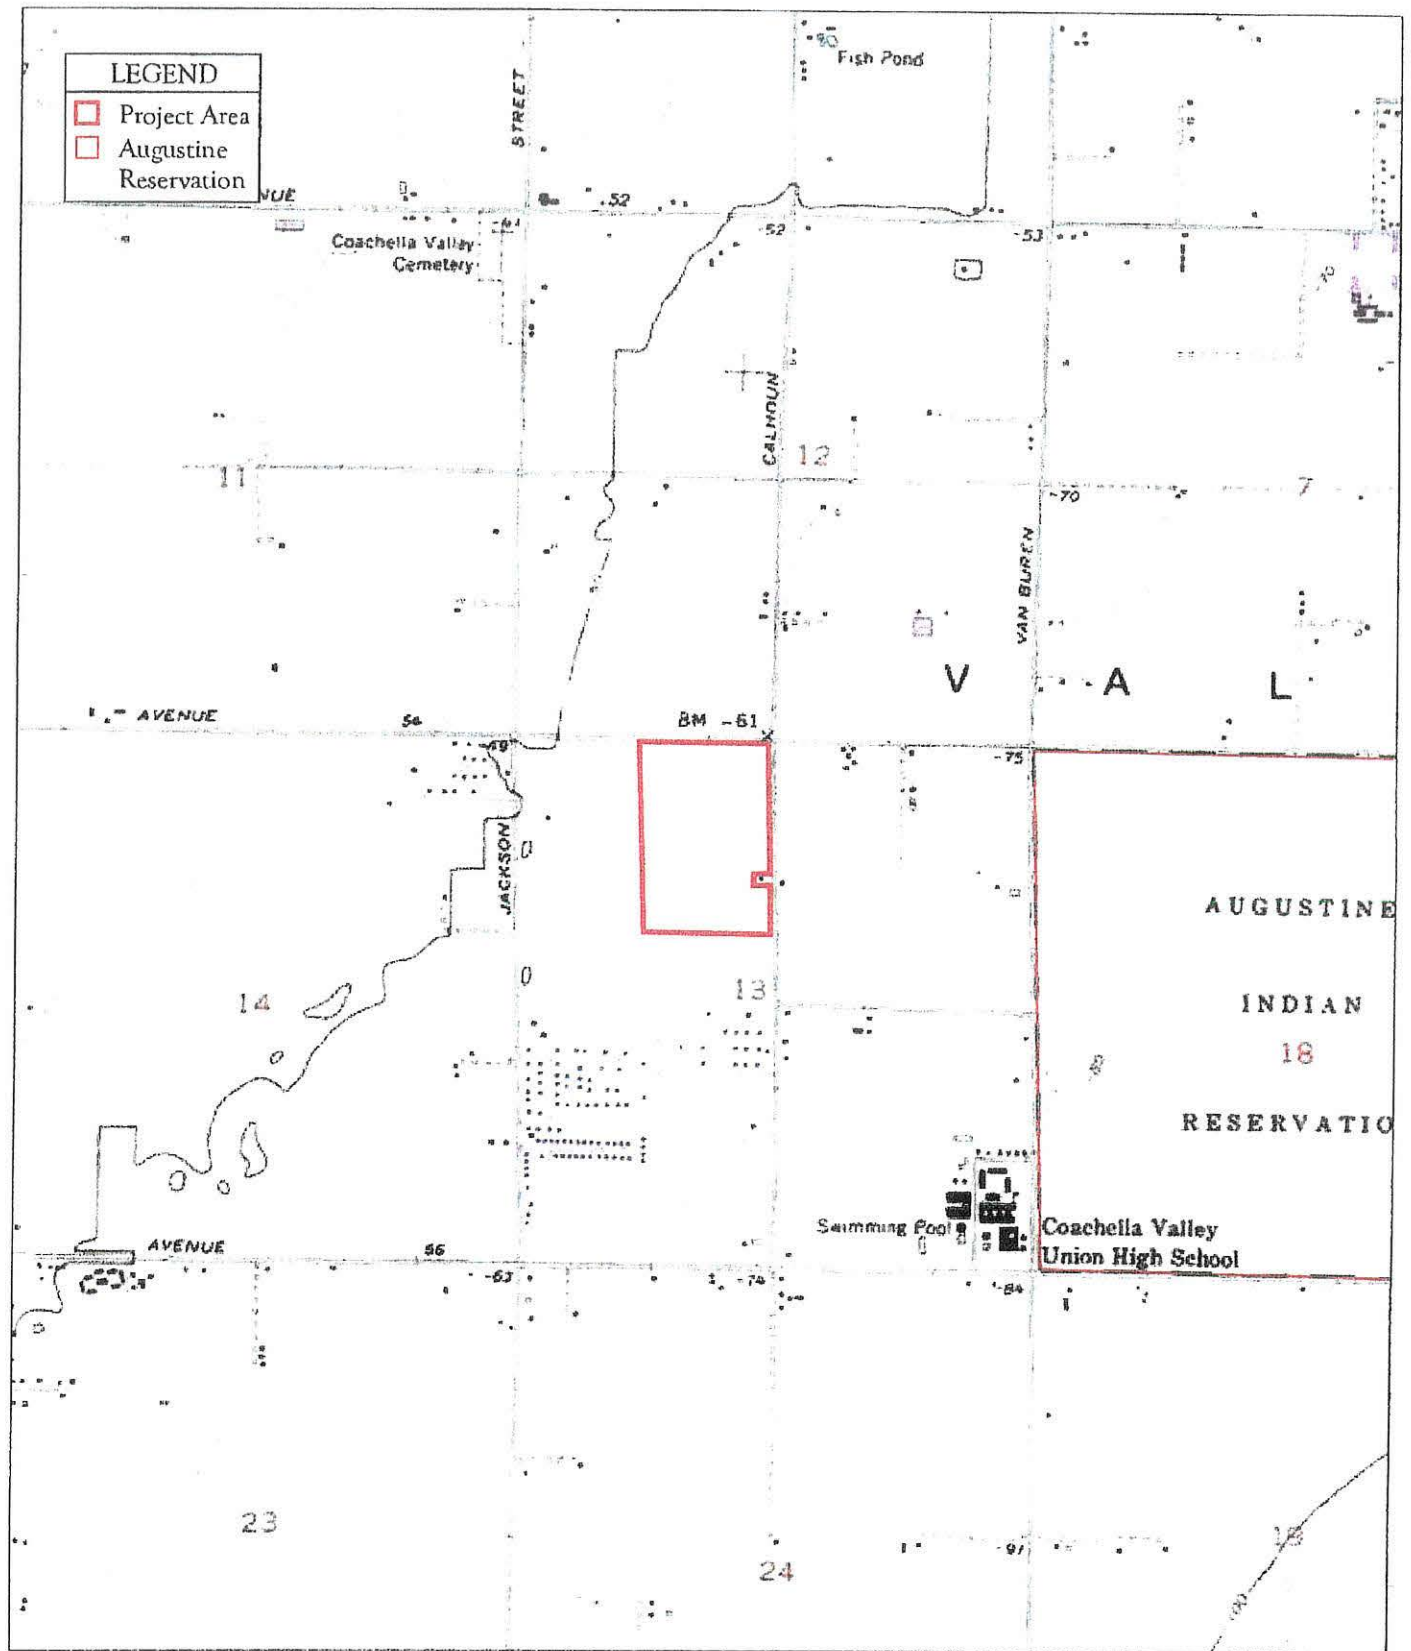 LEGEND
Project Area
Augustine
Reservation
Fish Pond
STREET
NUE
52
-52
-53
Coachella Valley
Cemetery
CALHOUN
11
12
-70
7
VAN BUREN
V A L
AVENUE
54
BM -61
-75
JACKSON
AUGUSTINE
INDIAN
18
RESERVATIO
14
13
Swimming Pool
Coachella Valley
Union High School
AVENUE
56
-63
-74
-84
23
24
-97